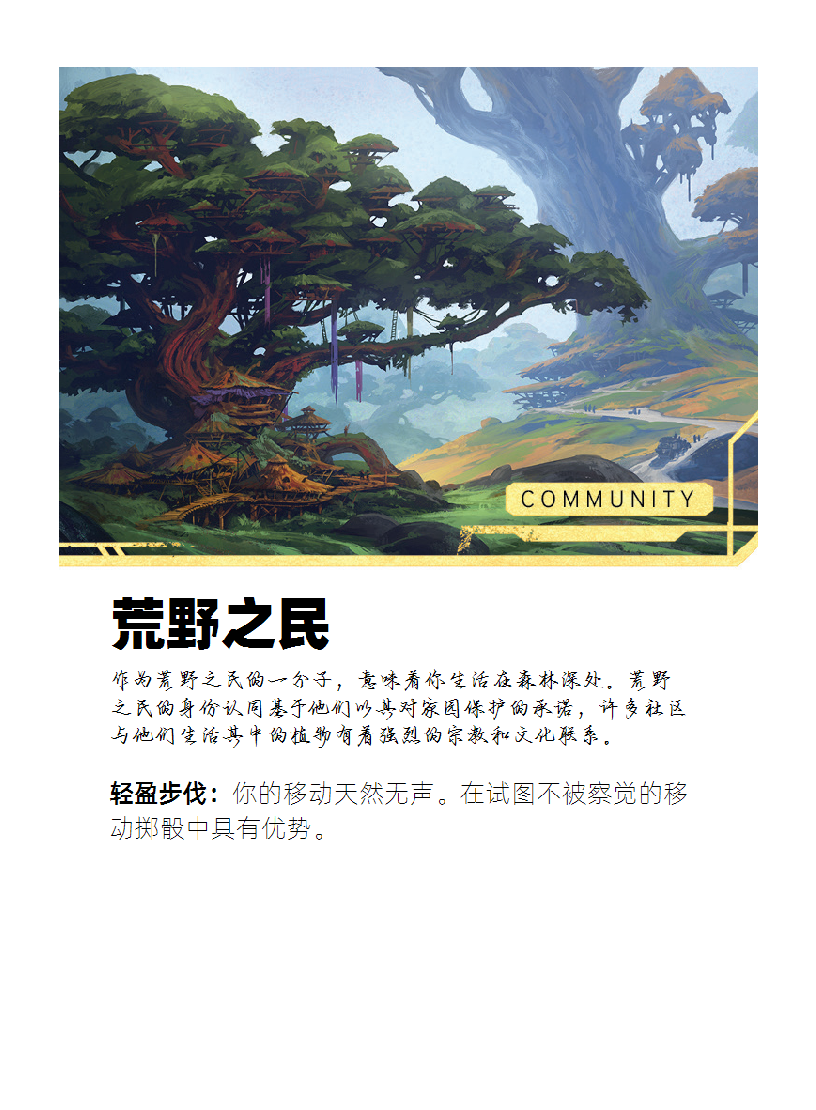 COMMUNITY
荒野之民
作为荒野之民的一分子，意味着你生活在森林深处。荒野
之民的身份认同基于他们以其对家园保护的承诺，许多社区
与他们生活其中的植物有着强烈的宗教和文化联系。
轻盈步伐：你的移动天然无声。在试图不被察觉的移
动掷骰中具有优势。